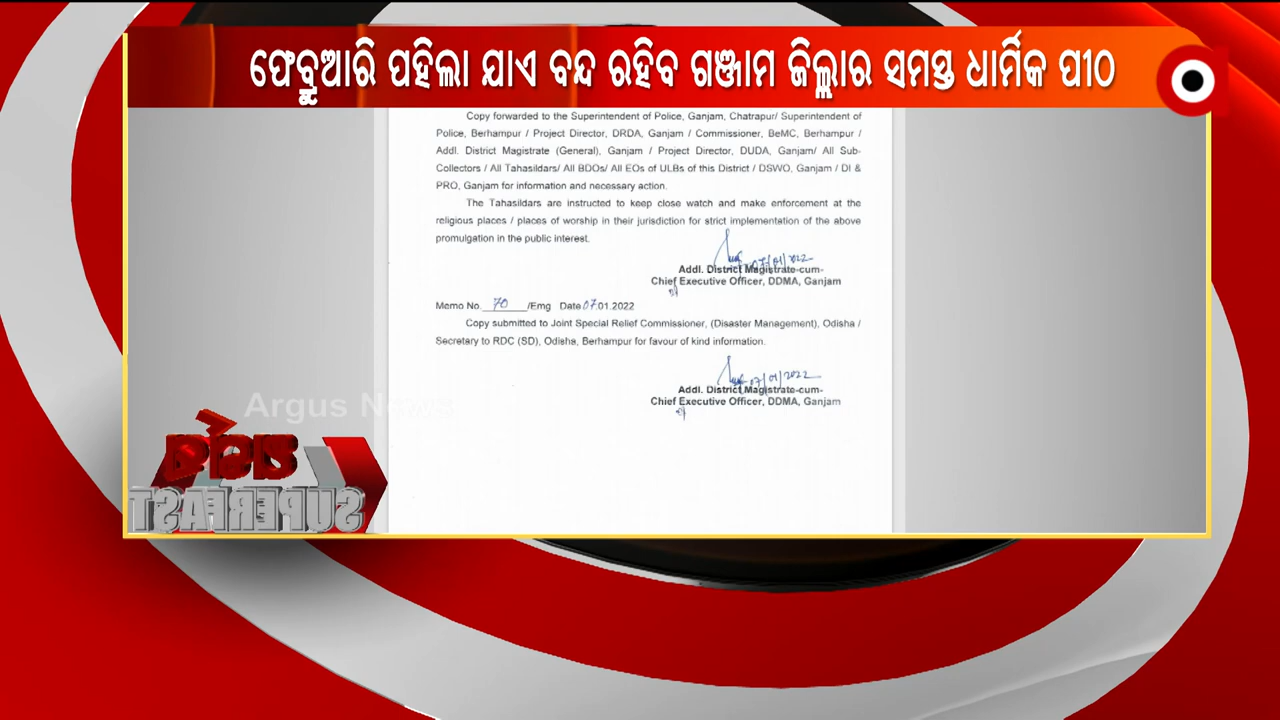 ଫେବ୍ରୁଆରି ପହିଲା ଯାଏ ବନ୍ଦ ରହିବ ଗଞ୍ଜାମ ଜିଲ୍ଲାର ସମସ୍ତ ଧାର୍ମିକ ପୀଠ
Copy forwarded to the Superintendent of Police, Ganjam, Chatrapur/ Superintendent of
Police, Berhampur / Project Director, DRDA, Ganjam / Commissioner, BeMC, Berhampur /
Addl. District Magistrate (General), Ganjam / Project Director, DUDA, Ganjam/ All Sub-
Collectors / All Tahasildars/ All BDOs/ All EOs of ULBs of this District / DSWO, Ganjam / DI &
PRO, Ganjam for information and necessary action.
The Tahasildars are instructed to keep close watch and make enforcement at the
religious places / places of worship in their jurisdiction for strict implementation of the above
promulgation in the public interest.
07/01/2022
Addl. District Magistrate-cum-
Chief Executive Officer, DDMA, Ganjam
Memo No. 70 /Emg Date 07.01.2022
Copy submitted to Joint Special Relief Commissioner, (Disaster Management), Odisha /
Secretary to RDC (SD), Odisha, Berhampur for favour of kind information.
07/01/2022
Addl. District Magistrate-cum-
Chief Executive Officer, DDMA, Ganjam
Argus News
SUPERFAST